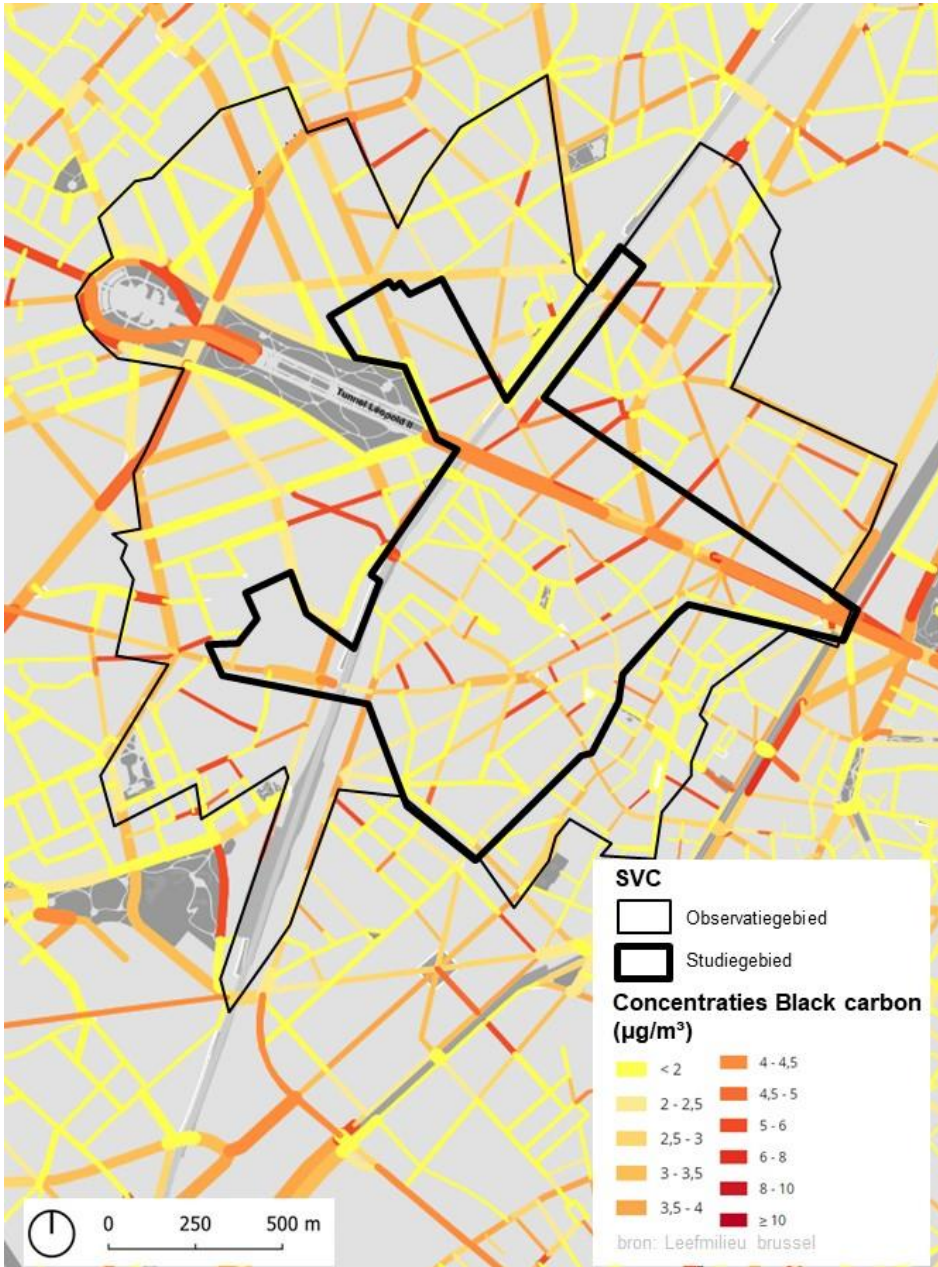 Tunnel Léopold II
SVC
Observatiegebied
Studiegebied
Concentraties Black carbon
(µg/m³)
< 2
2 - 2,5
2,5 - 3
3 - 3,5
3,5 - 4
4 - 4,5
4,5 - 5
5 - 6
6 - 8
8 - 10
≥ 10
bron: Leefmilieu brussel
0 250 500 m